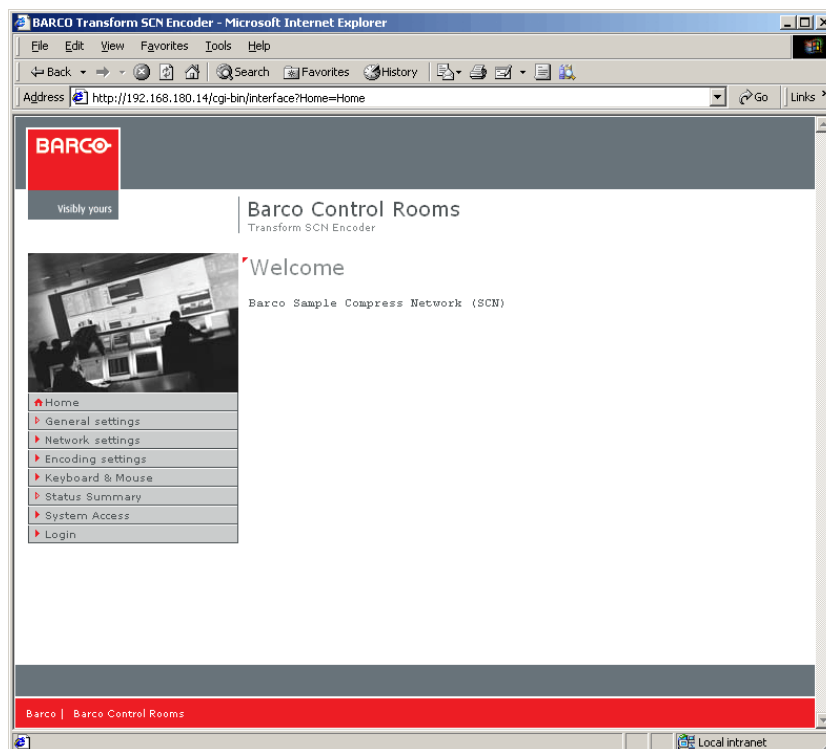 BARCO Transform SCN Encoder - Microsoft Internet Explorer
File Edit View Favorites Tools Help
Back Search Favorites History
Address http://192.168.180.14/cgi-bin/interface?Home=Home Go Links »
BARCO
Visibly yours
Barco Control Rooms
Transform SCN Encoder
Welcome
Barco Sample Compress Network (SCN)
Home
General settings
Network settings
Encoding settings
Keyboard & Mouse
Status Summary
System Access
Login
Barco | Barco Control Rooms
Local intranet